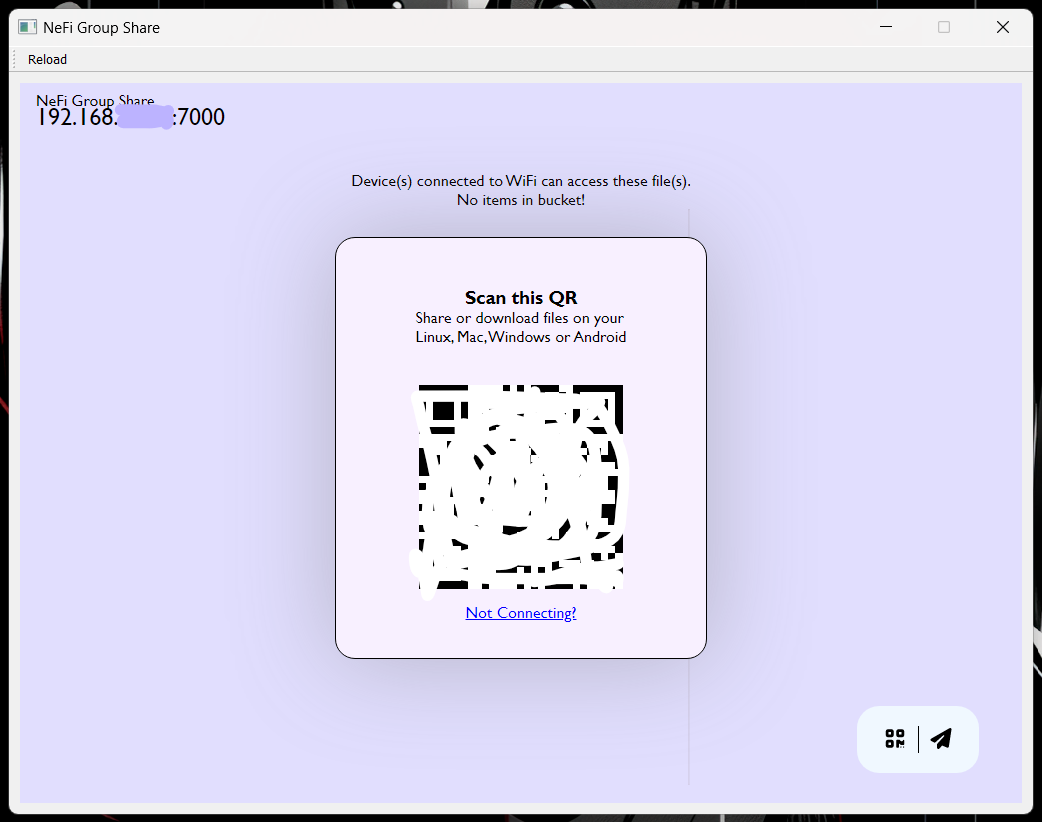 NeFi Group Share
Reload
NeFi Group Share
192.168.
:7000
Device(s) connected to WiFi can access these file(s).
No items in bucket!
Scan this QR
Share or download files on your
Linux, Mac,Windows or Android
Not Connecting?